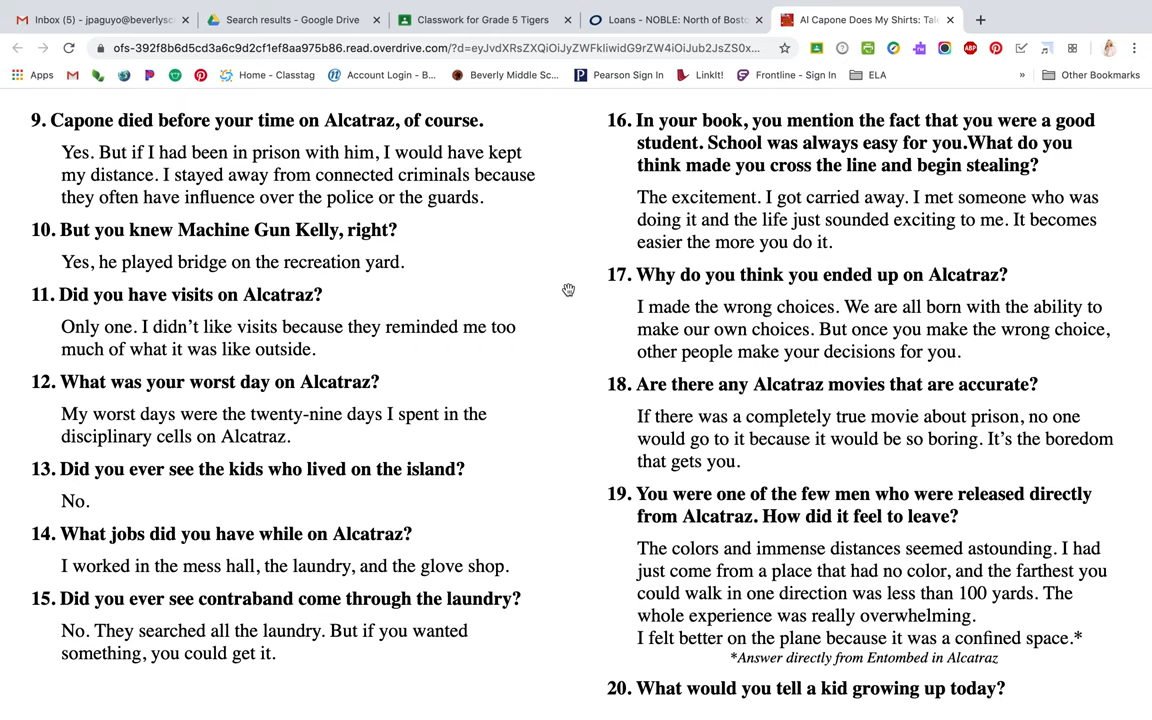 Inbox (5) - jpaguyo@beverlysc
Search results - Google Drive
Classwork for Grade 5 Tigers
Loans - NOBLE: North of Bosto
Al Capone Does My Shirts: Tale
ofs-392f8b6d5cd3a6c9d2cf1ef8aa975b86.read.overdrive.com/?d=eyJvdXRsZXQiOiJyZWFkIiwidG9rZW4iOiJub2JsZS0x...
Apps
Home - Classtag
Account Login - B...
Beverly Middle Sc...
Pearson Sign In
LinkIt!
Frontline - Sign In
ELA
»
Other Bookmarks
9. Capone died before your time on Alcatraz, of course.
Yes. But if I had been in prison with him, I would have kept
my distance. I stayed away from connected criminals because
they often have influence over the police or the guards.
10. But you knew Machine Gun Kelly, right?
Yes, he played bridge on the recreation yard.
11. Did you have visits on Alcatraz?
Only one. I didn't like visits because they reminded me too
much of what it was like outside.
12. What was your worst day on Alcatraz?
My worst days were the twenty-nine days I spent in the
disciplinary cells on Alcatraz.
13. Did you ever see the kids who lived on the island?
No.
14. What jobs did you have while on Alcatraz?
I worked in the mess hall, the laundry, and the glove shop.
15. Did you ever see contraband come through the laundry?
No. They searched all the laundry. But if you wanted
something, you could get it.
16. In your book, you mention the fact that you were a good
student. School was always easy for you.What do you
think made you cross the line and begin stealing?
The excitement. I got carried away. I met someone who was
doing it and the life just sounded exciting to me. It becomes
easier the more you do it.
17. Why do you think you ended up on Alcatraz?
I made the wrong choices. We are all born with the ability to
make our own choices. But once you make the wrong choice,
other people make your decisions for you.
18. Are there any Alcatraz movies that are accurate?
If there was a completely true movie about prison, no one
would go to it because it would be so boring. It's the boredom
that gets you.
19. You were one of the few men who were released directly
from Alcatraz. How did it feel to leave?
The colors and immense distances seemed astounding. I had
just come from a place that had no color, and the farthest you
could walk in one direction was less than 100 yards. The
whole experience was really overwhelming.
I felt better on the plane because it was a confined space.*
*Answer directly from Entombed in Alcatraz
20. What would you tell a kid growing up today?